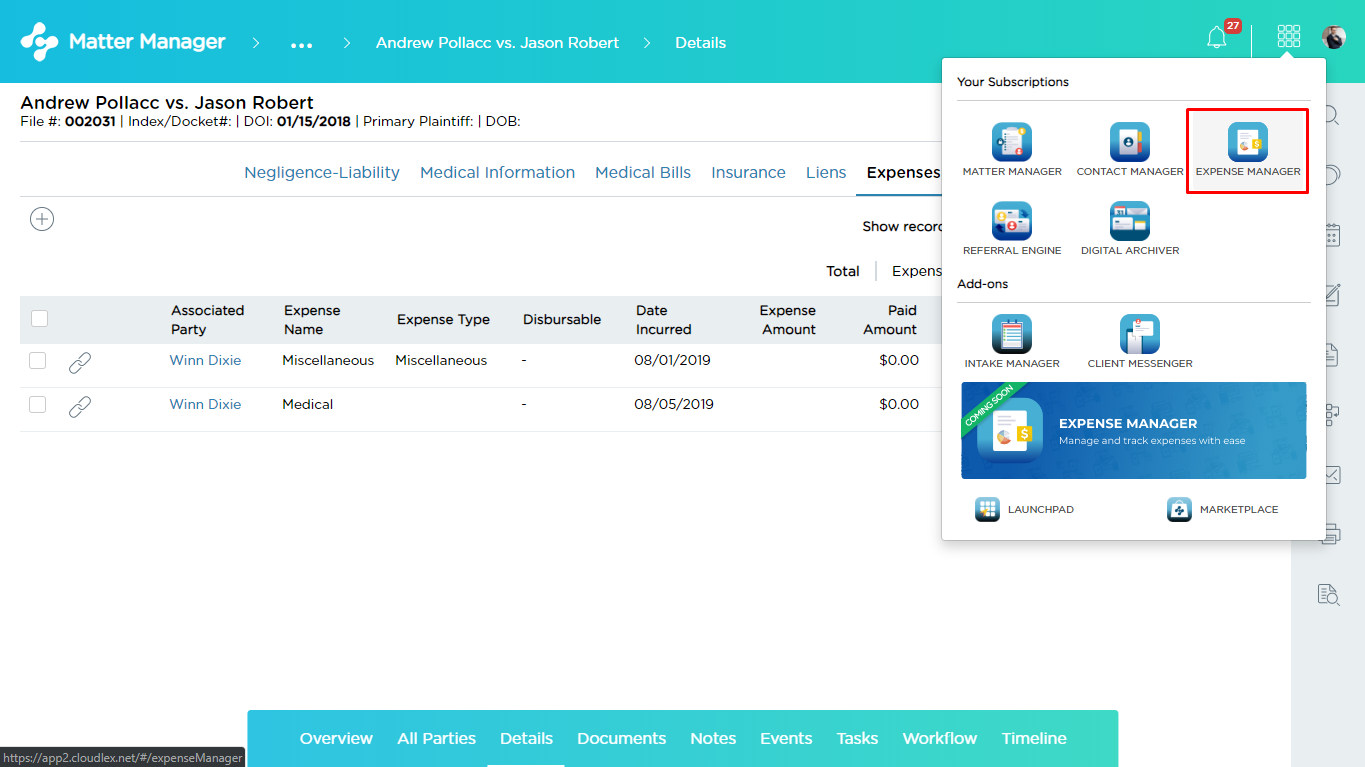 Matter Manager > ... > Andrew Pollacc vs. Jason Robert > Details
27
Andrew Pollacc vs. Jason Robert
File #: 002031 | Index/Docket#: | DOI: 01/15/2018 | Primary Plaintiff: | DOB:
Negligence-Liability Medical Information Medical Bills Insurance Liens Expenses
Show record
Total | Expens
Associated Party Expense Name Expense Type Disbursable Date Incurred Expense Amount Paid Amount
Winn Dixie Miscellaneous Miscellaneous - 08/01/2019 $0.00
Winn Dixie Medical - 08/05/2019 $0.00
Your Subscriptions
MATTER MANAGER CONTACT MANAGER EXPENSE MANAGER
REFERRAL ENGINE DIGITAL ARCHIVER
Add-ons
INTAKE MANAGER CLIENT MESSENGER
COMING SOON
EXPENSE MANAGER
Manage and track expenses with ease
LAUNCHPAD MARKETPLACE
Overview All Parties Details Documents Notes Events Tasks Workflow Timeline
https://app2.cloudlex.net/#/expenseManager